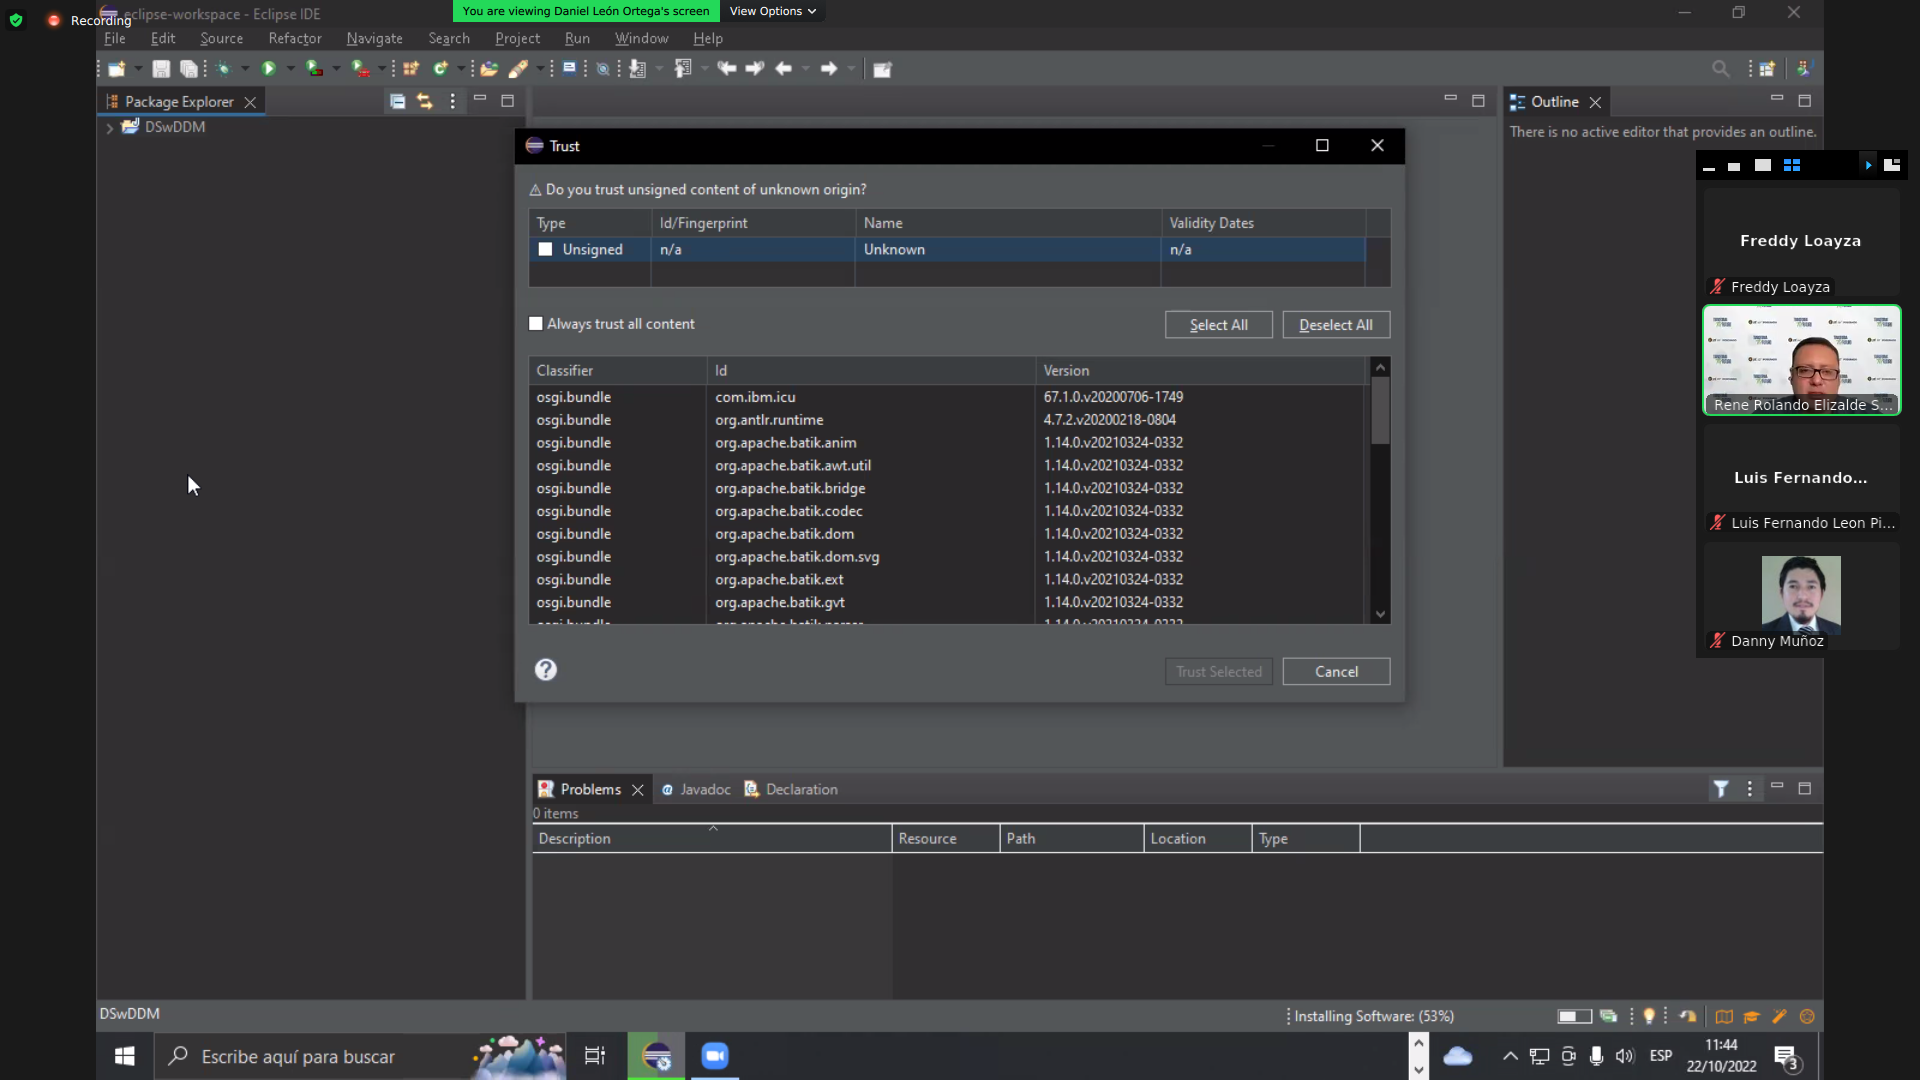 Recording
eclipse-workspace - Eclipse IDE
You are viewing Daniel León Ortega's screen
View Options
File Edit Source Refactor Navigate Search Project Run Window Help
Package Explorer
Outline
DSwDDM
There is no active editor that provides an outline.
Trust
Do you trust unsigned content of unknown origin?
Type Id/Fingerprint Name Validity Dates
Unsigned n/a Unknown n/a
Always trust all content
Select All
Deselect All
Classifier Id Version
osgi.bundle com.ibm.icu 67.1.0.v20200706-1749
osgi.bundle org.antlr.runtime 4.7.2.v20200218-0804
osgi.bundle org.apache.batik.anim 1.14.0.v20210324-0332
osgi.bundle org.apache.batik.awt.util 1.14.0.v20210324-0332
osgi.bundle org.apache.batik.bridge 1.14.0.v20210324-0332
osgi.bundle org.apache.batik.codec 1.14.0.v20210324-0332
osgi.bundle org.apache.batik.dom 1.14.0.v20210324-0332
osgi.bundle org.apache.batik.dom.svg 1.14.0.v20210324-0332
osgi.bundle org.apache.batik.ext 1.14.0.v20210324-0332
osgi.bundle org.apache.batik.gvt 1.14.0.v20210324-0332
Trust Selected
Cancel
Freddy Loayza
Freddy Loayza
Rene Rolando Elizalde S...
Luis Fernando...
Luis Fernando Leon Pi...
Danny Muñoz
Problems
Javadoc
Declaration
0 items
Description Resource Path Location Type
DSwDDM
Installing Software: (53%)
Escribe aquí para buscar
ESP
11:44
22/10/2022
3